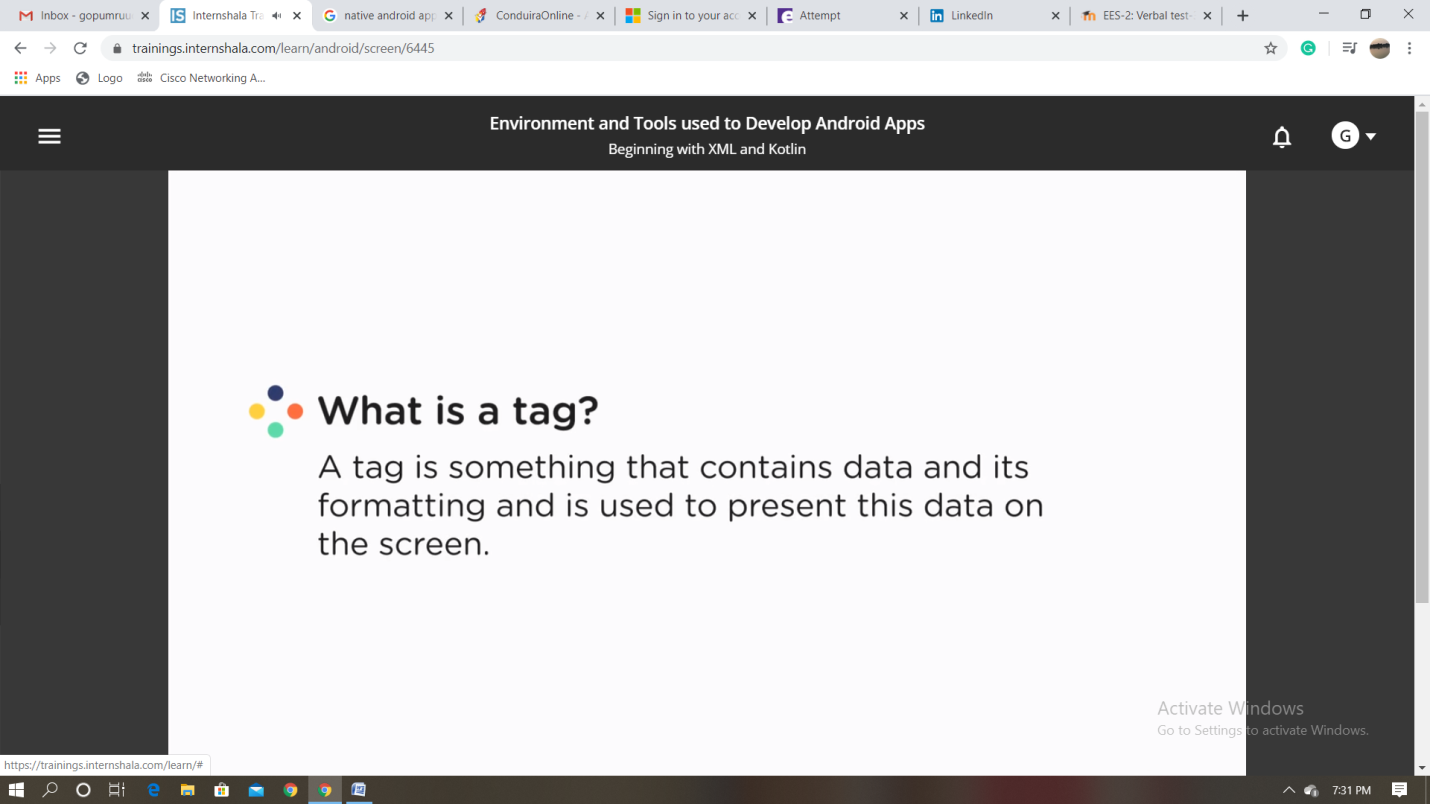 Inbox - gopumruu
Internshala Tra
native android app
ConduiraOnline - A
Sign in to your acc
Attempt
LinkedIn
EES-2: Verbal test-
trainings.internshala.com/learn/android/screen/6445
Apps
Logo
Cisco Networking A...
Environment and Tools used to Develop Android Apps
Beginning with XML and Kotlin
G
What is a tag?
A tag is something that contains data and its
formatting and is used to present this data on
the screen.
Activate Windows
Go to Settings to activate Windows.
https://trainings.internshala.com/learn/#
7:31 PM